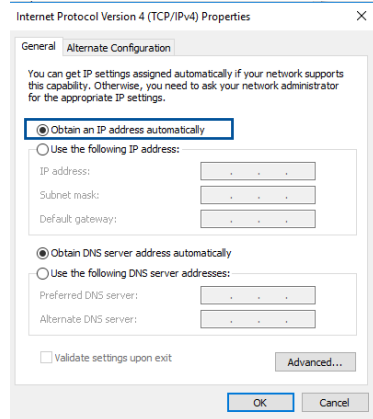 Internet Protocol Version 4 (TCP/IPv4) Properties
General Alternate Configuration
You can get IP settings assigned automatically if your network supports
this capability. Otherwise, you need to ask your network administrator
for the appropriate IP settings.
Obtain an IP address automatically
Use the following IP address:
IP address:
Subnet mask:
Default gateway:
Obtain DNS server address automatically
Use the following DNS server addresses:
Preferred DNS server:
Alternate DNS server:
Validate settings upon exit
Advanced...
OK Cancel